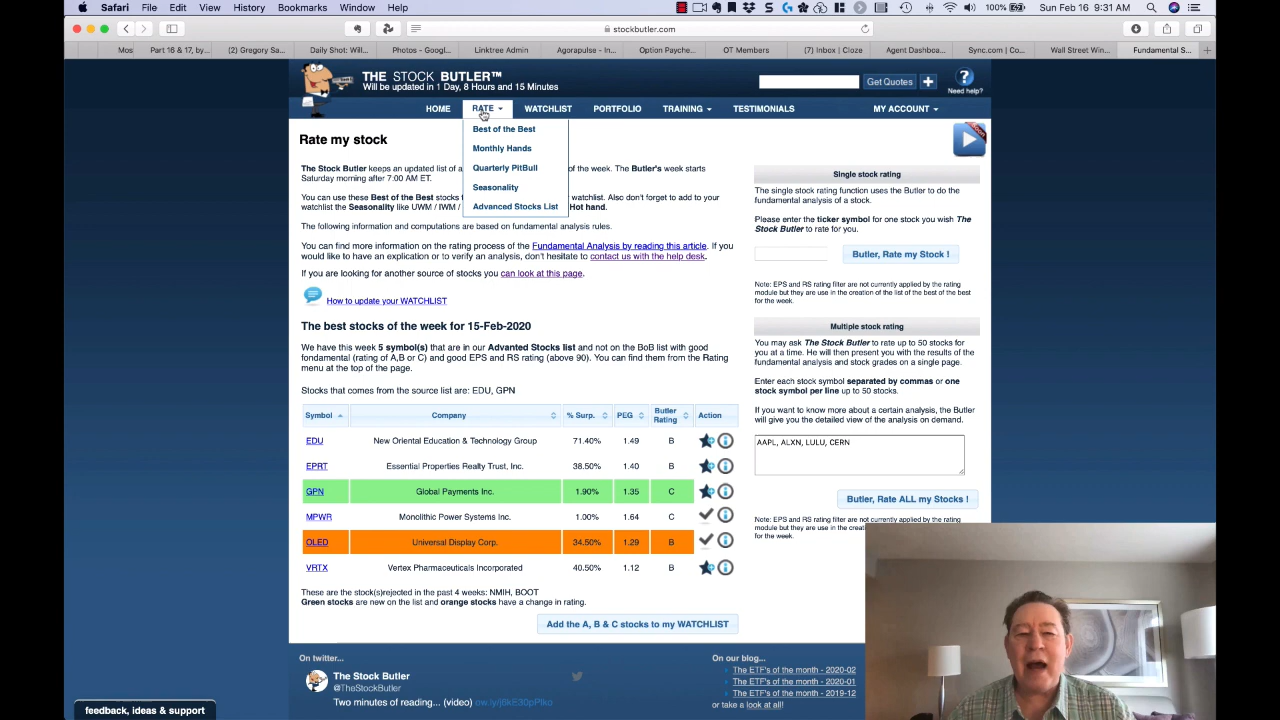 Safari File Edit View History Bookmarks Window Help 100% Sun Feb 16 9:31 AM
stockbutler.com
Mos Part 16 & 17, by... (2) Gregory Sa... Daily Shot: Will... Photos - Googl... Linktree Admin Agorapulse - In... Option Payche... OT Members (7) Inbox | Cloze Agent Dashboa... Sync.com | Co... Wall Street Win... Fundamental S...
THE STOCK BUTLER™
Will be updated in 1 Day, 8 Hours and 15 Minutes
Get Quotes
Need help?
HOME RATE WATCHLIST PORTFOLIO TRAINING TESTIMONIALS MY ACCOUNT
Best of the Best
Monthly Hands
Quarterly PitBull
Seasonality
Advanced Stocks List
Rate my stock
The Stock Butler keeps an updated list of a of the week. The Butler's week starts
Saturday morning after 7:00 AM ET.
You can use these Best of the Best stocks watchlist. Also don't forget to add to your
watchlist the Seasonality like UWM / IWM / Hot hand.
The following information and computations are based on fundamental analysis rules.
You can find more information on the rating process of the Fundamental Analysis by reading this article. If you
would like to have an explication or to verify an analysis, don't hesitate to contact us with the help desk.
If you are looking for another source of stocks you can look at this page.
How to update your WATCHLIST
The best stocks of the week for 15-Feb-2020
We have this week 5 symbol(s) that are in our Advanted Stocks list and not on the BoB list with good
fundamental (rating of A,B or C) and good EPS and RS rating (above 90). You can find them from the Rating
menu at the top of the page.
Stocks that comes from the source list are: EDU, GPN
Symbol Company % Surp. PEG Butler Rating Action
EDU New Oriental Education & Technology Group 71.40% 1.49 B
EPRT Essential Properties Realty Trust, Inc. 38.50% 1.40 B
GPN Global Payments Inc. 1.90% 1.35 C
MPWR Monolithic Power Systems Inc. 1.00% 1.64 C
OLED Universal Display Corp. 34.50% 1.29 B
VRTX Vertex Pharmaceuticals Incorporated 40.50% 1.12 B
These are the stock(s)rejected in the past 4 weeks: NMIH, BOOT
Green stocks are new on the list and orange stocks have a change in rating.
Add the A, B & C stocks to my WATCHLIST
Single stock rating
The single stock rating function uses the Butler to do the
fundamental analysis of a stock.
Please enter the ticker symbol for one stock you wish The
Stock Butler to rate for you.
Butler, Rate my Stock !
Note: EPS and RS rating filter are not currently applied by the rating
module but they are use in the creation of the list of the best of the best
for the week.
Multiple stock rating
You may ask The Stock Butler to rate up to 50 stocks for
you at a time. He will then present you with the results of the
fundamental analysis and stock grades on a single page.
Enter each stock symbol separated by commas or one
stock symbol per line up to 50 stocks.
If you want to know more about a certain analysis, the Butler
will give you the detailed view of the analysis on demand.
AAPL, ALXN, LULU, CERN
Butler, Rate ALL my Stocks !
Note: EPS and RS rating filter are not currently applied by the rating
module but they are use in the creat
for the week.
On twitter...
The Stock Butler
@TheStockButler
Two minutes of reading... (video) ow.ly/j6kE30pPlko
On our blog...
The ETF's of the month - 2020-02
The ETF's of the month - 2020-01
The ETF's of the month - 2019-12
or take a look at all!
feedback, ideas & support